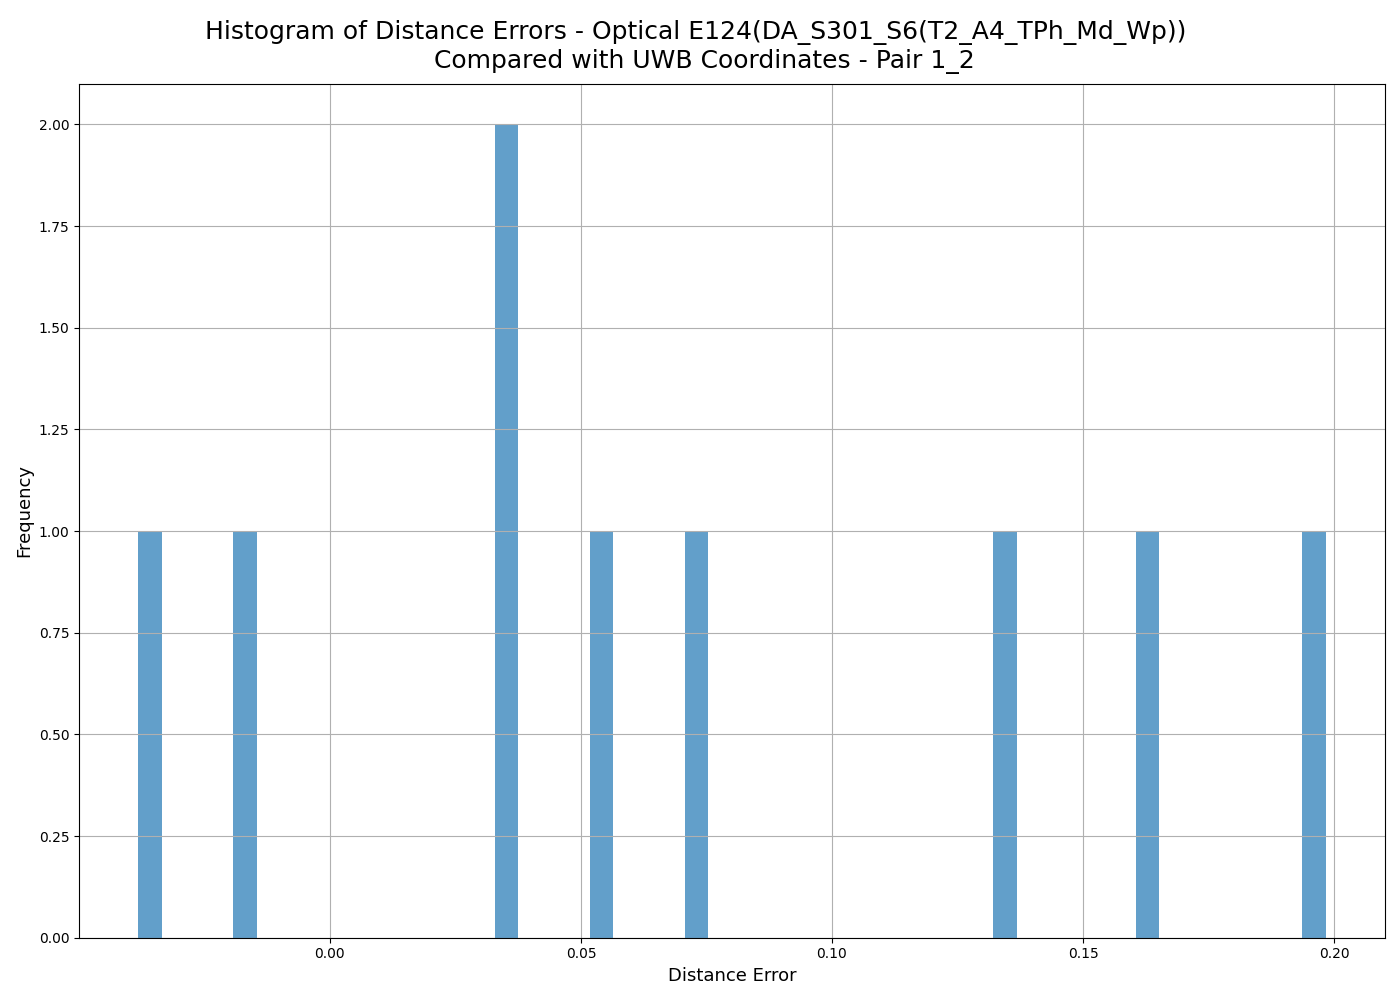 Histogram of Distance Errors - Optical E124(DA_S301_S6(T2_A4_TPh_Md_Wp))
Compared with UWB Coordinates - Pair 1_2
2.00
1.75
1.50
1.25
1.00
0.75
0.50
0.25
0.00
Frequency
0.00 0.05 0.10 0.15 0.20
Distance Error